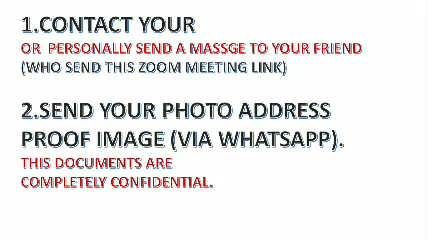 1.CONTACT YOUR
OR PERSONALLY SEND A MASSGE TO YOUR FRIEND
(WHO SEND THIS ZOOM MEETING LINK)
2.SEND YOUR PHOTO ADDRESS
PROOF IMAGE (VIA WHATSAPP).
THIS DOCUMENTS ARE
COMPLETELY CONFIDENTIAL.